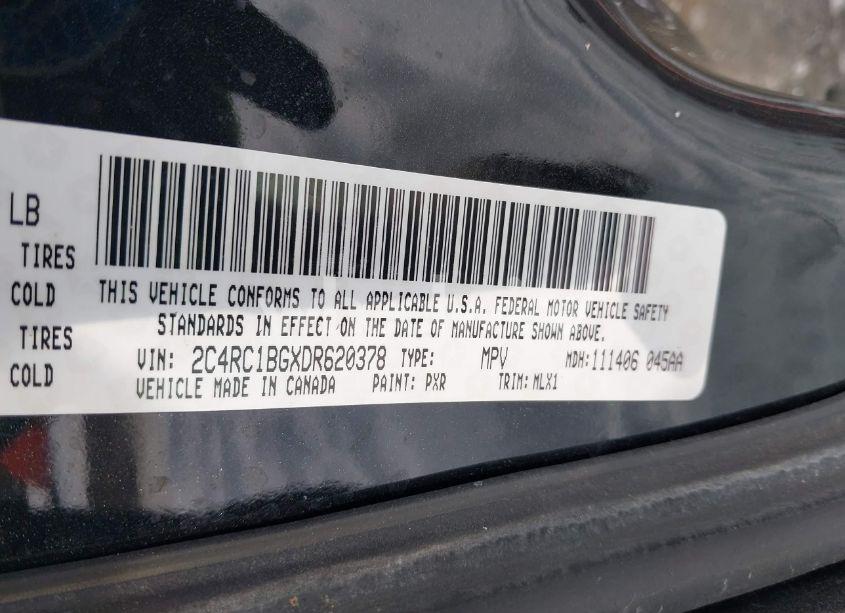 LB
TIRES
COLD
TIRES
COLD
THIS VEHICLE CONFORMS TO ALL APPLICABLE U.S.A. FEDERAL MOTOR VEHICLE SAFETY
STANDARDS IN EFFECT ON THE DATE OF MANUFACTURE SHOWN ABOVE.
VIN: 2C4RC1BGXDR620378 TYPE: MPV MDH:111406 045AA
VEHICLE MADE IN CANADA PAINT: PXR TRIM: MLX1